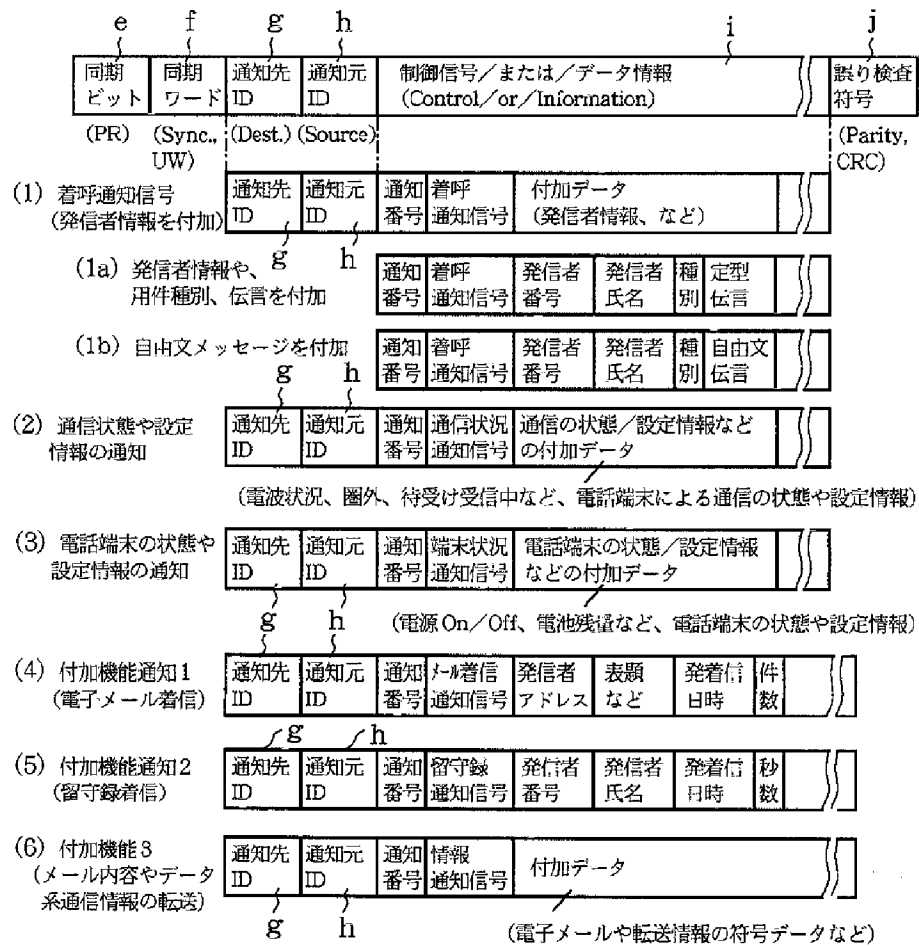 e f g h i j
同期 同期 通知先 通知元 制御信号／または／データ情報 誤り検査
ビット ワード ID ID (Control／or／Information) 符号
(PR) (Sync., (Dest.) (Source) (Parity,
UW) CRC)
(1) 着呼通知信号 通知先 通知元 通知 着呼 付加データ
(発信者情報を付加) ID ID 番号 通知信号 (発信者情報、など)
g h
(1a) 発信者情報や、 通知 着呼 発信者 発信者 種 定型
用件種別、伝言を付加 番号 通知信号 番号 氏名 別 伝言
(1b) 自由文メッセージを付加 通知 着呼 発信者 発信者 種 自由文
番号 通知信号 番号 氏名 別 伝言
g h
(2) 通信状態や設定 通知先 通知元 通知 通信状況 通信の状態／設定情報など
情報の通知 ID ID 番号 通知信号 の付加データ
(電波状況、圏外、待受け受信中など、電話端末による通信の状態や設定情報)
(3) 電話端末の状態や 通知先 通知元 通知 端末状況 電話端末の状態／設定情報
設定情報の通知 ID ID 番号 通知信号 などの付加データ
g h (電源On／Off、電池残量など、電話端末の状態や設定情報)
(4) 付加機能通知1 通知先 通知元 通知 メール着信 発信者 表題 発着信 件
(電子メール着信) ID ID 番号 通知信号 アドレス など 日時 数
g h
(5) 付加機能通知2 通知先 通知元 通知 留守録 発信者 発信者 発着信 秒
(留守録着信) ID ID 番号 通知信号 番号 氏名 日時 数
(6) 付加機能3 通知先 通知元 通知 情報 付加データ
(メール内容やデータ ID ID 番号 通知信号
系通信情報の転送)
g h (電子メールや転送情報の符号データなど)